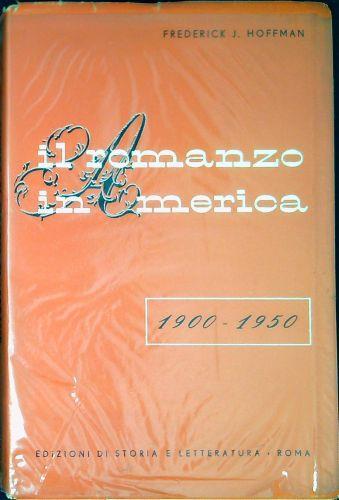 FREDERICK J. HOFFMAN
il romanzo
in America
1900 - 1950
EDIZIONI DI STORIA E LETTERATURA • ROMA